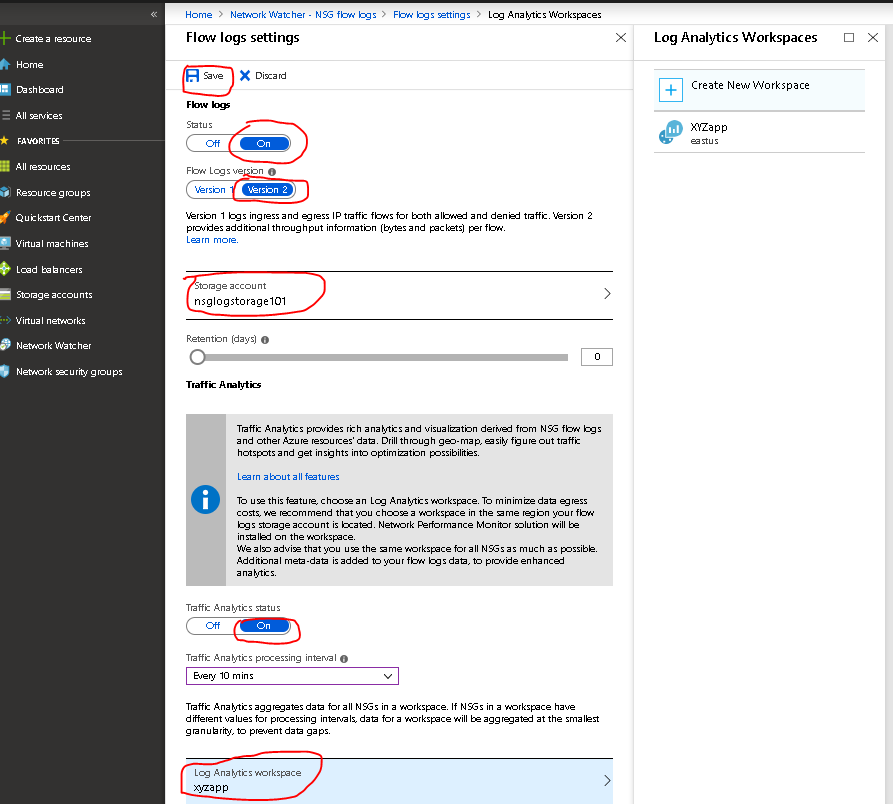 «
Create a resource
Home
Dashboard
All services
FAVORITES
All resources
Resource groups
Quickstart Center
Virtual machines
Load balancers
Storage accounts
Virtual networks
Network Watcher
Network security groups
Home > Network Watcher - NSG flow logs > Flow logs settings > Log Analytics Workspaces
Flow logs settings
Save Discard
Flow logs
Status
Off On
Flow Logs version
Version 1 Version 2
Version 1 logs ingress and egress IP traffic flows for both allowed and denied traffic. Version 2
provides additional throughput information (bytes and packets) per flow.
Learn more.
Storage account
nsglogstorage101
Retention (days)
0
Traffic Analytics
Traffic Analytics provides rich analytics and visualization derived from NSG flow logs
and other Azure resources' data. Drill through geo-map, easily figure out traffic
hotspots and get insights into optimization possibilities.
Learn about all features
To use this feature, choose an Log Analytics workspace. To minimize data egress
costs, we recommend that you choose a workspace in the same region your flow
logs storage account is located. Network Performance Monitor solution will be
installed on the workspace.
We also advise that you use the same workspace for all NSGs as much as possible.
Additional meta-data is added to your flow logs data, to provide enhanced
analytics.
Traffic Analytics status
Off On
Traffic Analytics processing interval
Every 10 mins
Traffic Analytics aggregates data for all NSGs in a workspace. If NSGs in a workspace have
different values for processing intervals, data for a workspace will be aggregated at the smallest
granularity, to prevent data gaps.
Log Analytics workspace
xyzapp
Log Analytics Workspaces
Create New Workspace
XYZapp
eastus